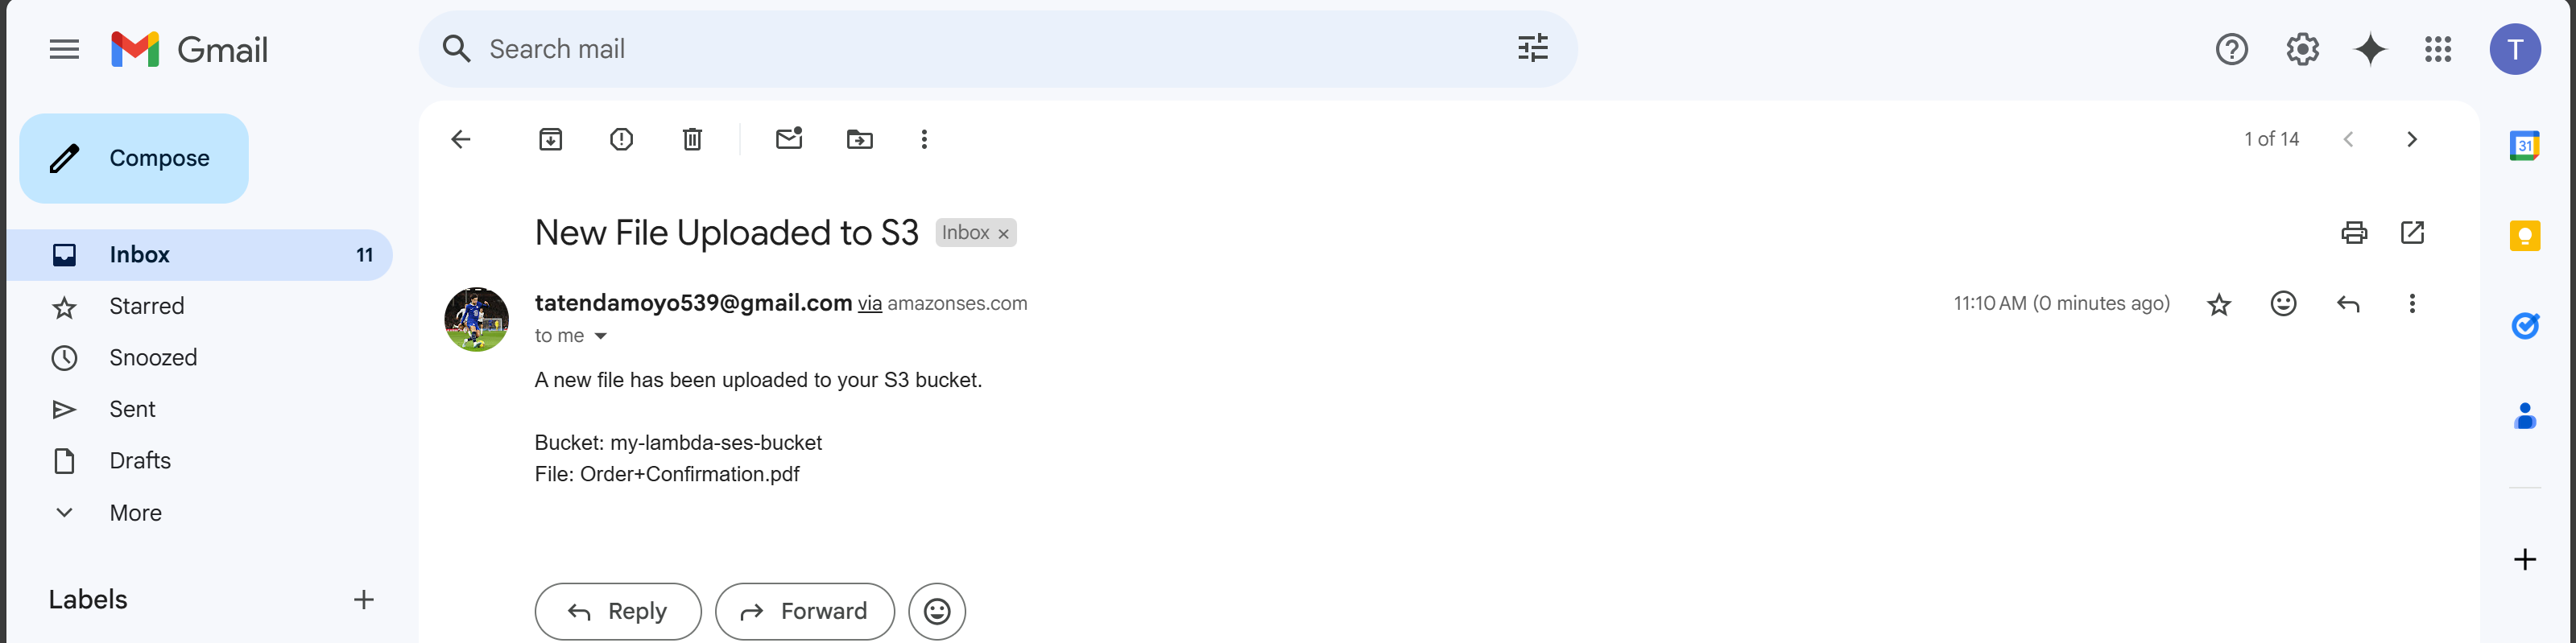 Gmail
Search mail
Compose
1 of 14
31
T
New File Uploaded to S3 Inbox ×
Inbox 11
tatendamoyo539@gmail.com via amazonses.com 11:10 AM (0 minutes ago)
Starred
to me
Snoozed
A new file has been uploaded to your S3 bucket.
Sent
Bucket: my-lambda-ses-bucket
Drafts
File: Order+Confirmation.pdf
More
Labels
Reply Forward